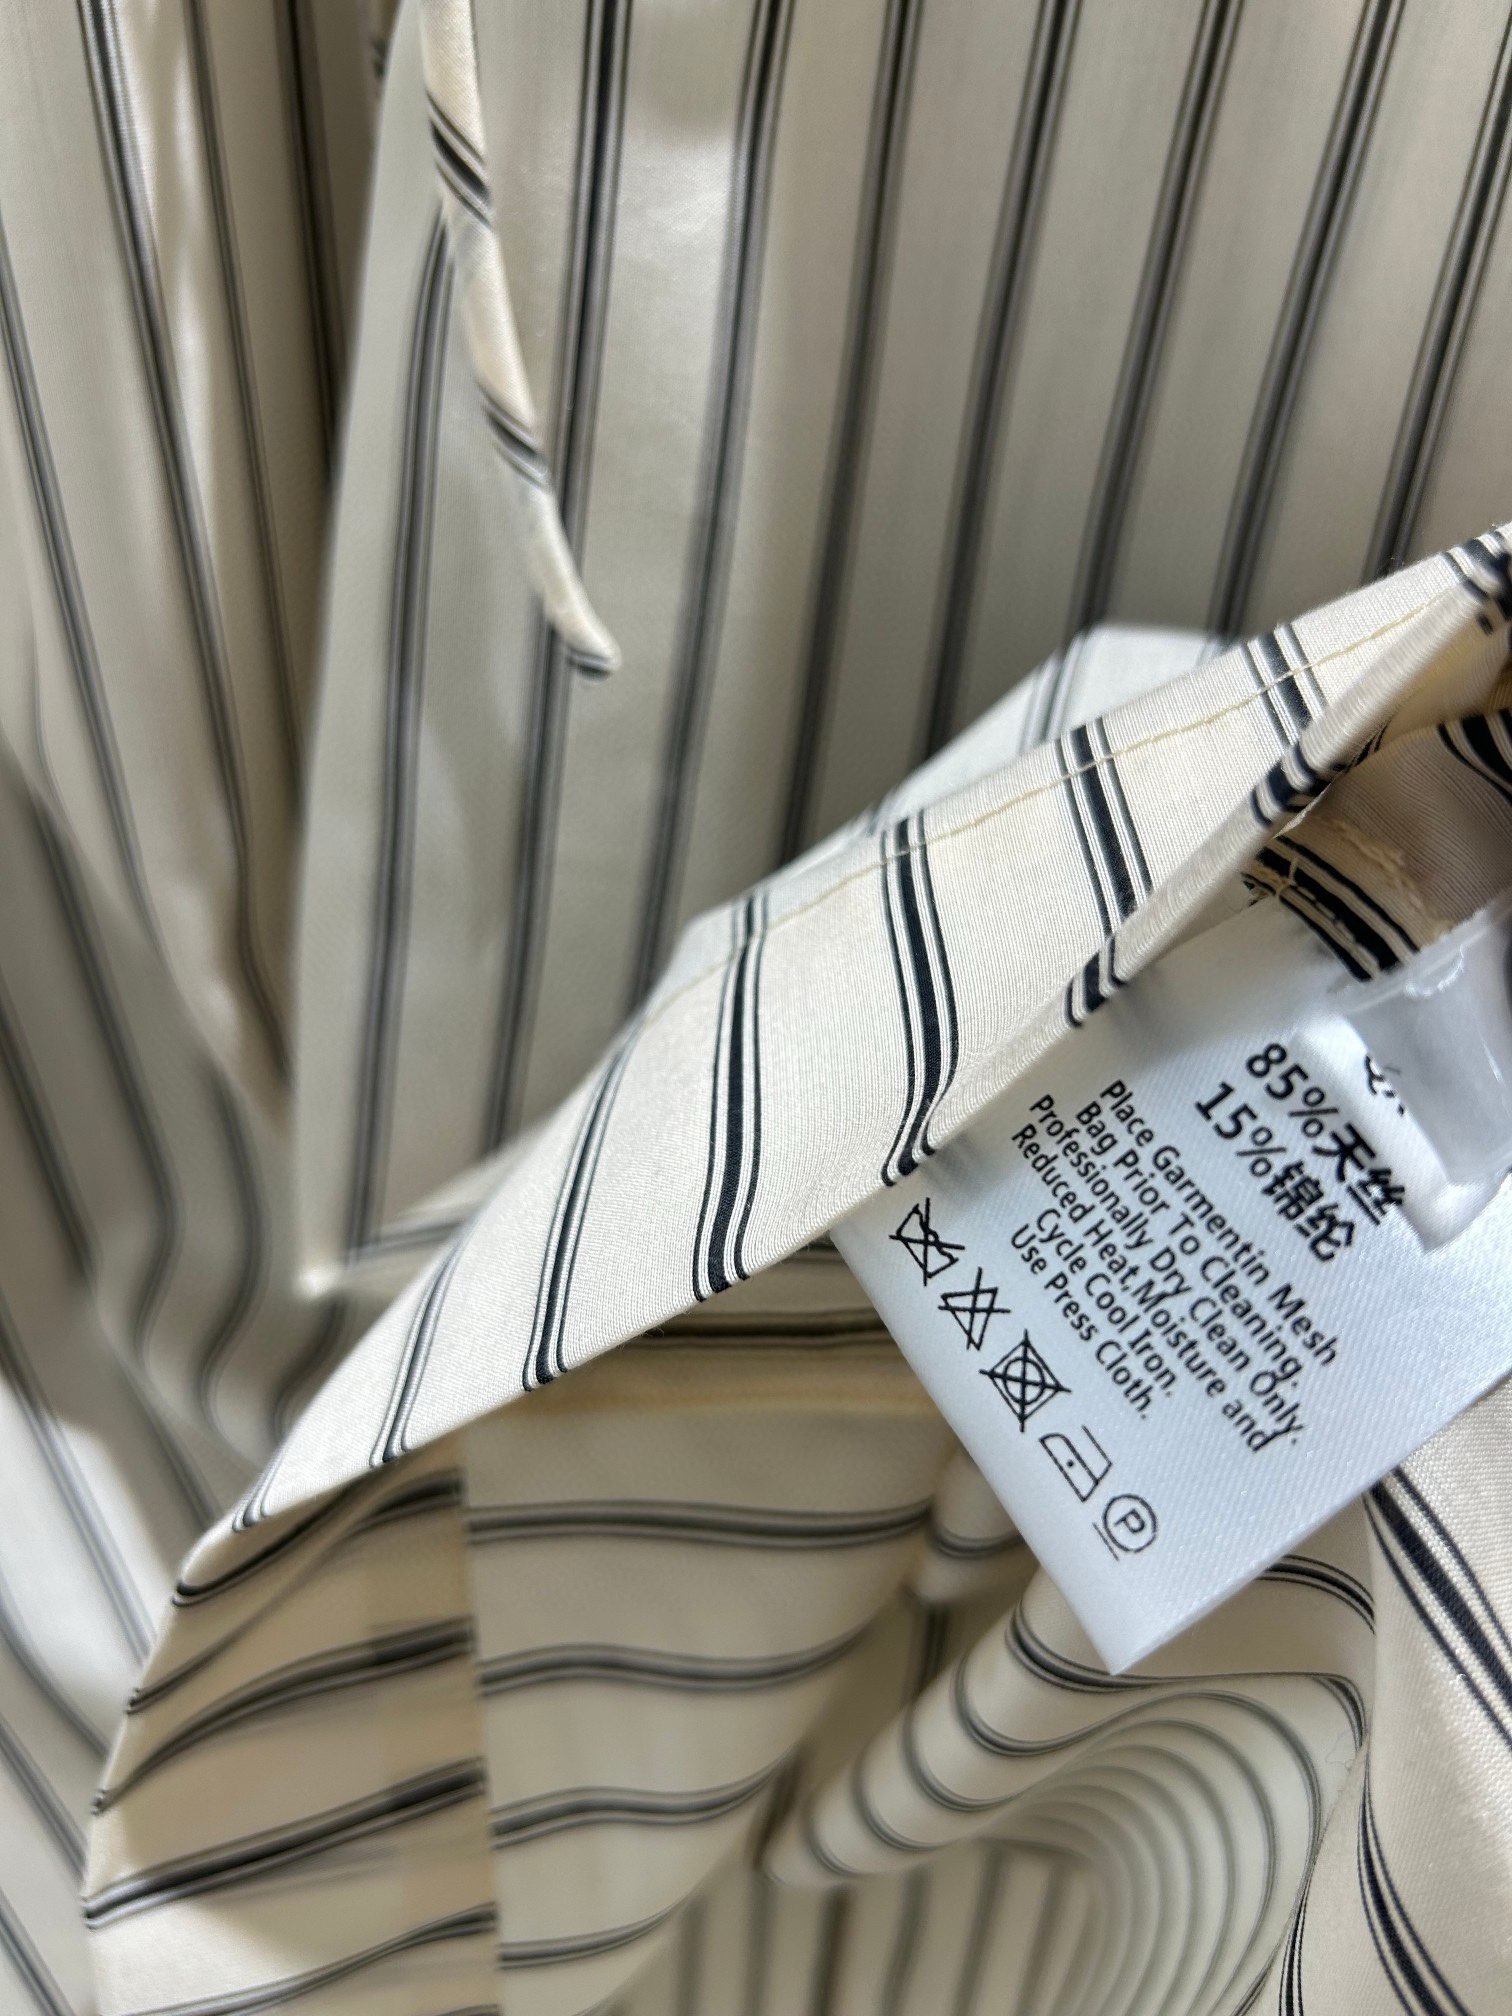 85%天丝
15%锦纶
Place Garmentin Mesh
Bag Prior To Cleaning.
Professionally Dry Clean Only.
Reduced Heat,Moisture and
Cycle Cool Iron.
Use Press Cloth.
P